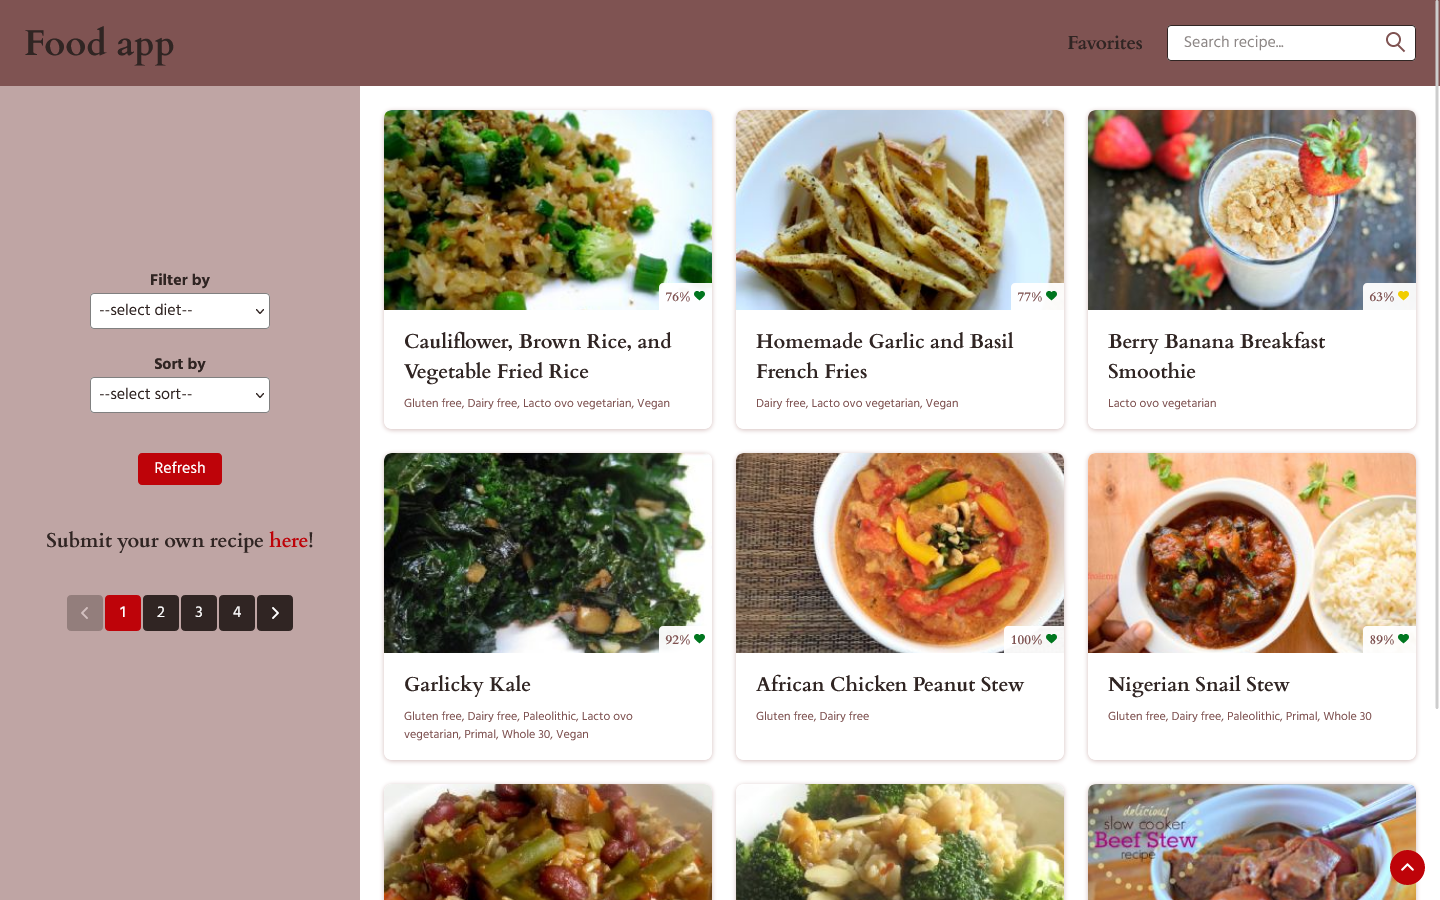 Food app
Favorites
Search recipe...
Filter by
--select diet--
Sort by
--select sort--
Refresh
Submit your own recipe here!
1 2 3 4
76%
Cauliflower, Brown Rice, and
Vegetable Fried Rice
Gluten free, Dairy free, Lacto ovo vegetarian, Vegan
77%
Homemade Garlic and Basil
French Fries
Dairy free, Lacto ovo vegetarian, Vegan
63%
Berry Banana Breakfast
Smoothie
Lacto ovo vegetarian
92%
Garlicky Kale
Gluten free, Dairy free, Paleolithic, Lacto ovo
vegetarian, Primal, Whole 30, Vegan
100%
African Chicken Peanut Stew
Gluten free, Dairy free
89%
Nigerian Snail Stew
Gluten free, Dairy free, Paleolithic, Primal, Whole 30
delicious
slow cooker
Beef Stew
recipe